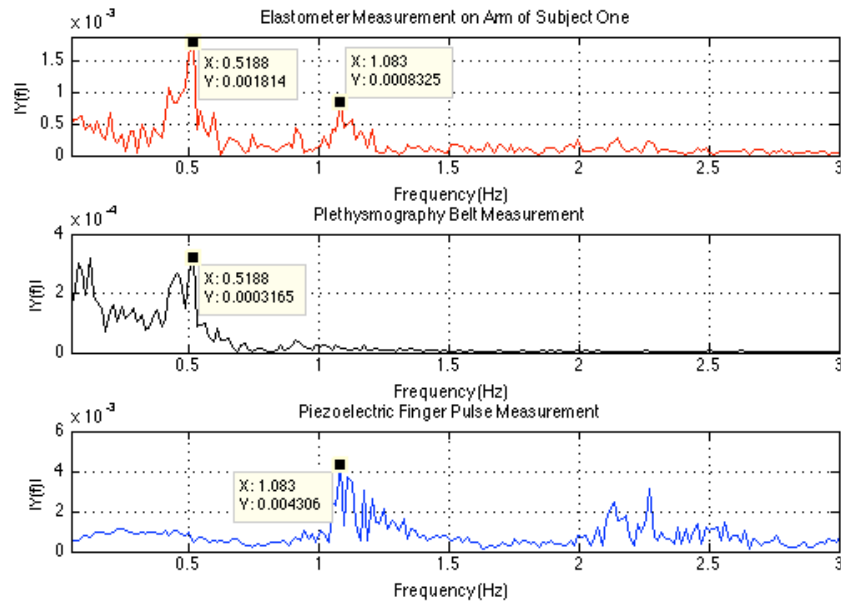 Elastometer Measurement on Arm of Subject One
x 10⁻³
1.5
1
0.5
0
|Y(f)|
X: 0.5188
Y: 0.001814
X: 1.083
Y: 0.0008325
0.5 1 1.5 2 2.5 3
Frequency(Hz)
Plethysmography Belt Measurement
x 10⁻⁴
4
2
0
|Y(f)|
X: 0.5188
Y: 0.0003165
0.5 1 1.5 2 2.5 3
Frequency(Hz)
Piezoelectric Finger Pulse Measurement
x 10⁻³
6
4
2
0
|Y(f)|
X: 1.083
Y: 0.004306
0.5 1 1.5 2 2.5 3
Frequency(Hz)